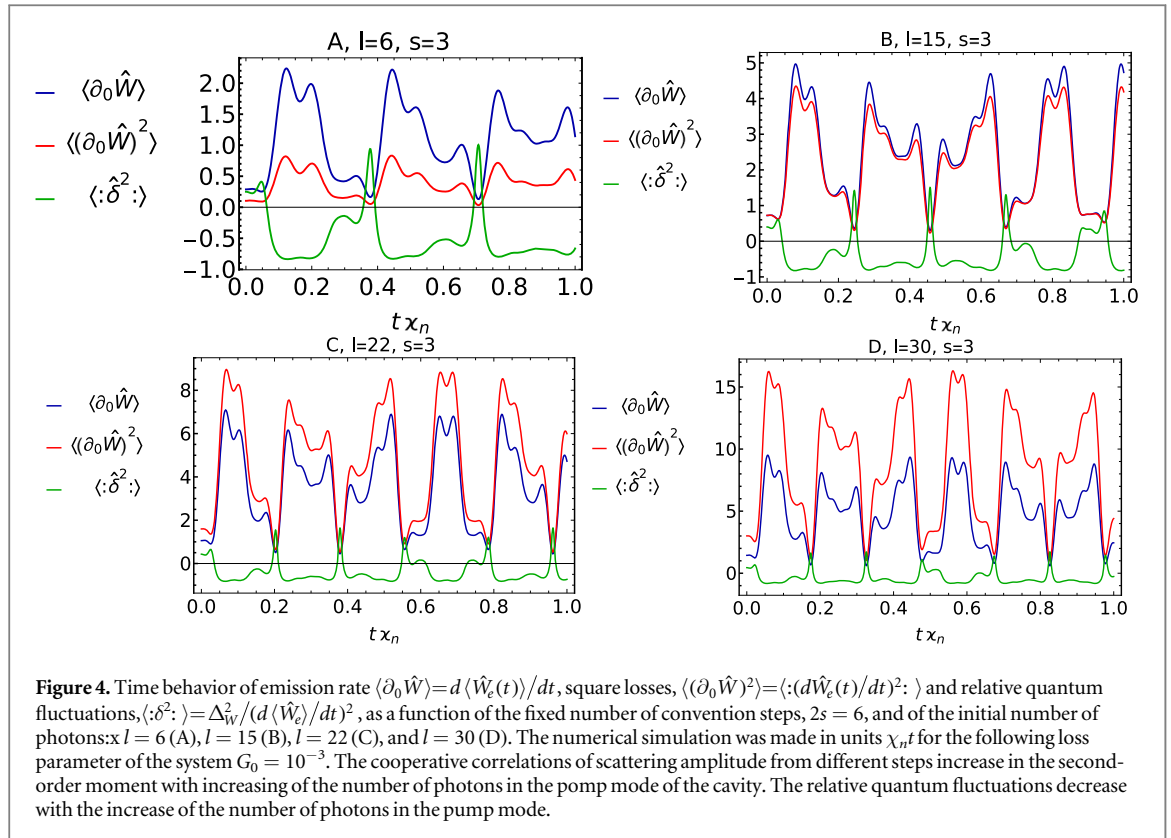 A, l=6, s=3
⟨∂₀Ŵ⟩
⟨(∂₀Ŵ)²⟩
⟨:δ̂²:⟩
2.0
1.5
1.0
0.5
0.0
−0.5
−1.0
0.0 0.2 0.4 0.6 0.8 1.0
t χₙ
B, l=15, s=3
⟨∂₀Ŵ⟩
⟨(∂₀Ŵ)²⟩
⟨:δ̂²:⟩
5
4
3
2
1
0
−1
0.0 0.2 0.4 0.6 0.8 1.0
t χₙ
C, l=22, s=3
⟨∂₀Ŵ⟩
⟨(∂₀Ŵ)²⟩
⟨:δ̂²:⟩
8
6
4
2
0
0.0 0.2 0.4 0.6 0.8 1.0
t χₙ
D, l=30, s=3
⟨∂₀Ŵ⟩
⟨(∂₀Ŵ)²⟩
⟨:δ̂²:⟩
15
10
5
0
0.0 0.2 0.4 0.6 0.8 1.0
t χₙ
Figure 4. Time behavior of emission rate ⟨∂₀Ŵ⟩=d⟨Ŵₑ(t)⟩/dt, square losses, ⟨(∂₀Ŵ)²⟩=⟨:(dŴₑ(t)/dt)²: ⟩ and relative quantum
fluctuations,⟨:δ²: ⟩=Δ²_W/(d⟨Ŵₑ⟩/dt)², as a function of the fixed number of convention steps, 2s = 6, and of the initial number of
photons:x l = 6 (A), l = 15 (B), l = 22 (C), and l = 30 (D). The numerical simulation was made in units χₙt for the following loss
parameter of the system G₀ = 10⁻³. The cooperative correlations of scattering amplitude from different steps increase in the second-
order moment with increasing of the number of photons in the pomp mode of the cavity. The relative quantum fluctuations decrease
with the increase of the number of photons in the pump mode.